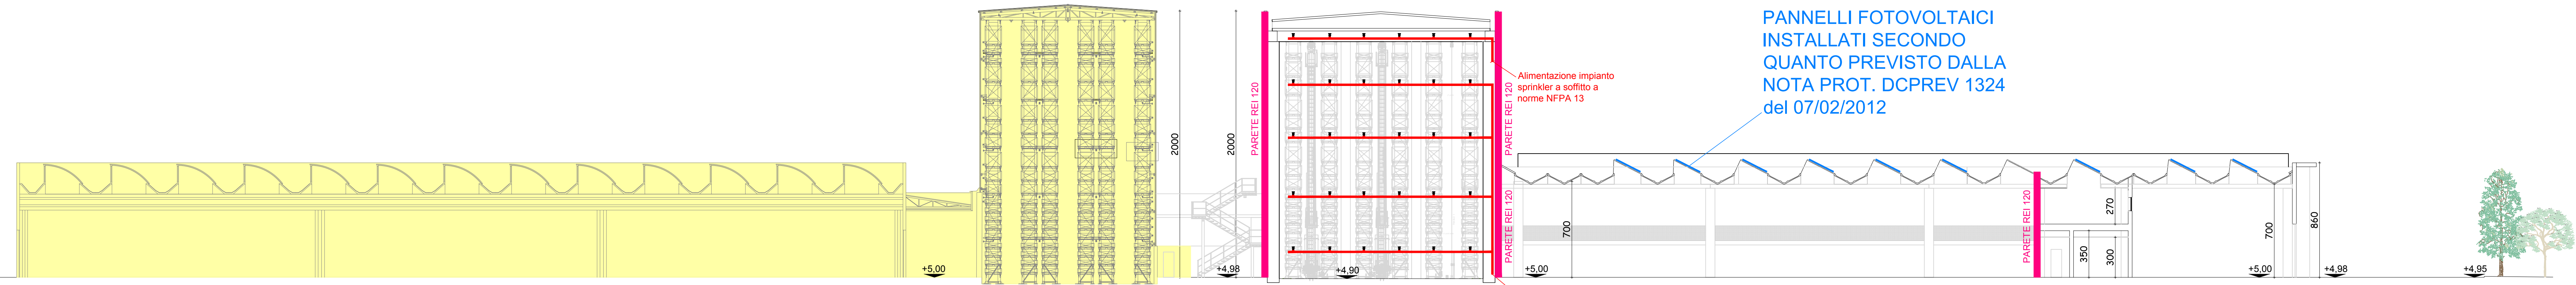 PANNELLI FOTOVOLTAICI
INSTALLATI SECONDO
QUANTO PREVISTO DALLA
NOTA PROT. DCPREV 1324
del 07/02/2012
Alimentazione impianto
sprinkler a soffitto a
norme NFPA 13
2000
2000
PARETE REI 120
PARETE REI 120
PARETE REI 120
PARETE REI 120
700
270
350
300
700
860
+5,00
+4,98
+4,90
+5,00
+5,00
+4,98
+4,95